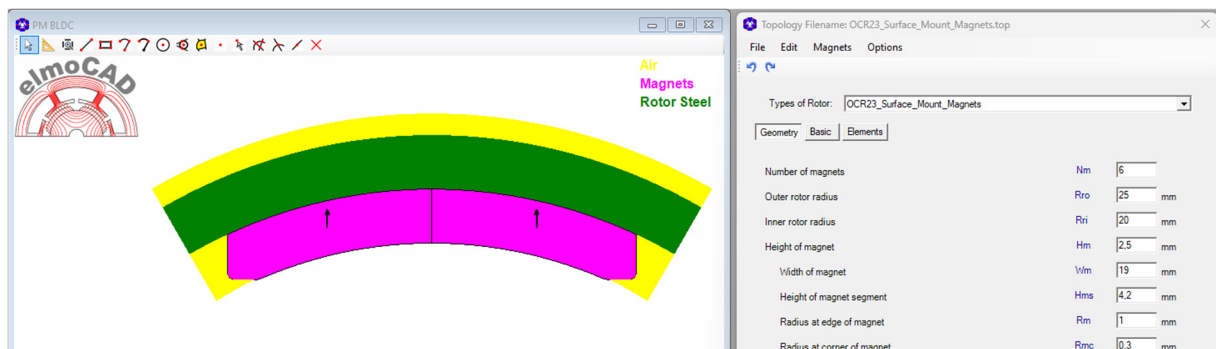 PM BLDC
elmoCAD
Air
Magnets
Rotor Steel
Topology Filename: OCR23_Surface_Mount_Magnets.top
File Edit Magnets Options
Types of Rotor: OCR23_Surface_Mount_Magnets
Geometry Basic Elements
Number of magnets Nm 6
Outer rotor radius Rro 25 mm
Inner rotor radius Rri 20 mm
Height of magnet Hm 2,5 mm
Width of magnet Wm 19 mm
Height of magnet segment Hms 4,2 mm
Radius at edge of magnet Rm 1 mm
Radius at corner of magnet Rmc 0,3 mm